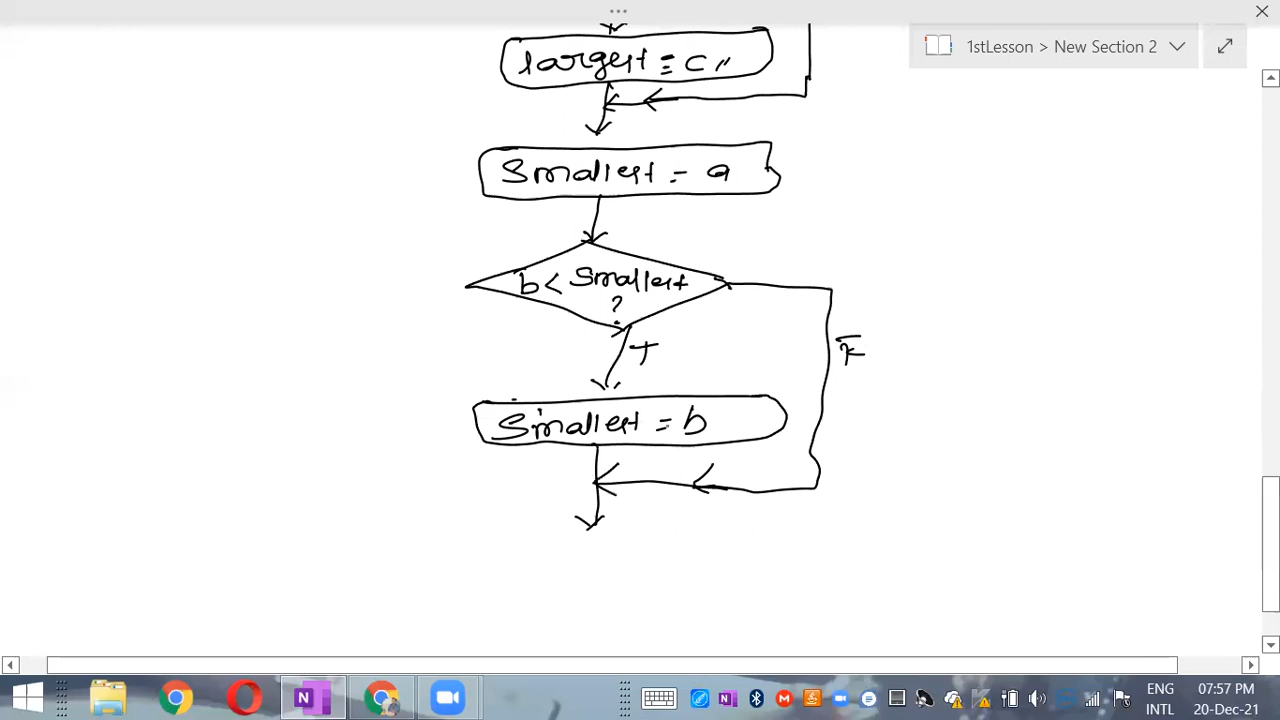 1stLesson > New Section 2
largest = c
Smallest = a
b < Smallest
?
T
F
Smallest = b
N
N
ENG
INTL
07:57 PM
20-Dec-21